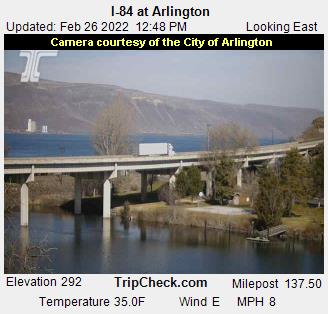 I-84 at Arlington
Updated: Feb 26 2022 12:48 PM Looking East
Camera courtesy of the City of Arlington
Elevation 292 TripCheck.com Milepost 137.50
Temperature 35.0F Wind E MPH 8